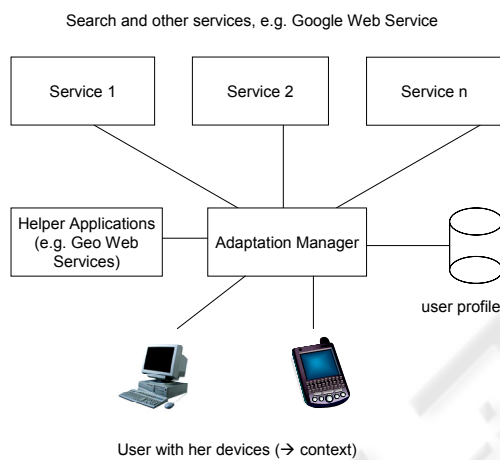 Search and other services, e.g. Google Web Service
Service 1
Service 2
Service n
Helper Applications
(e.g. Geo Web
Services)
Adaptation Manager
user profile
User with her devices (→ context)